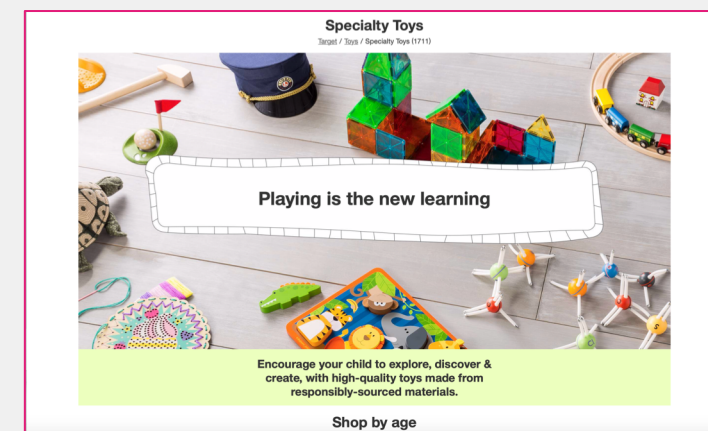 Specialty Toys
Target / Toys / Specialty Toys (1711)
Playing is the new learning
Encourage your child to explore, discover &
create, with high-quality toys made from
responsibly-sourced materials.
Shop by age